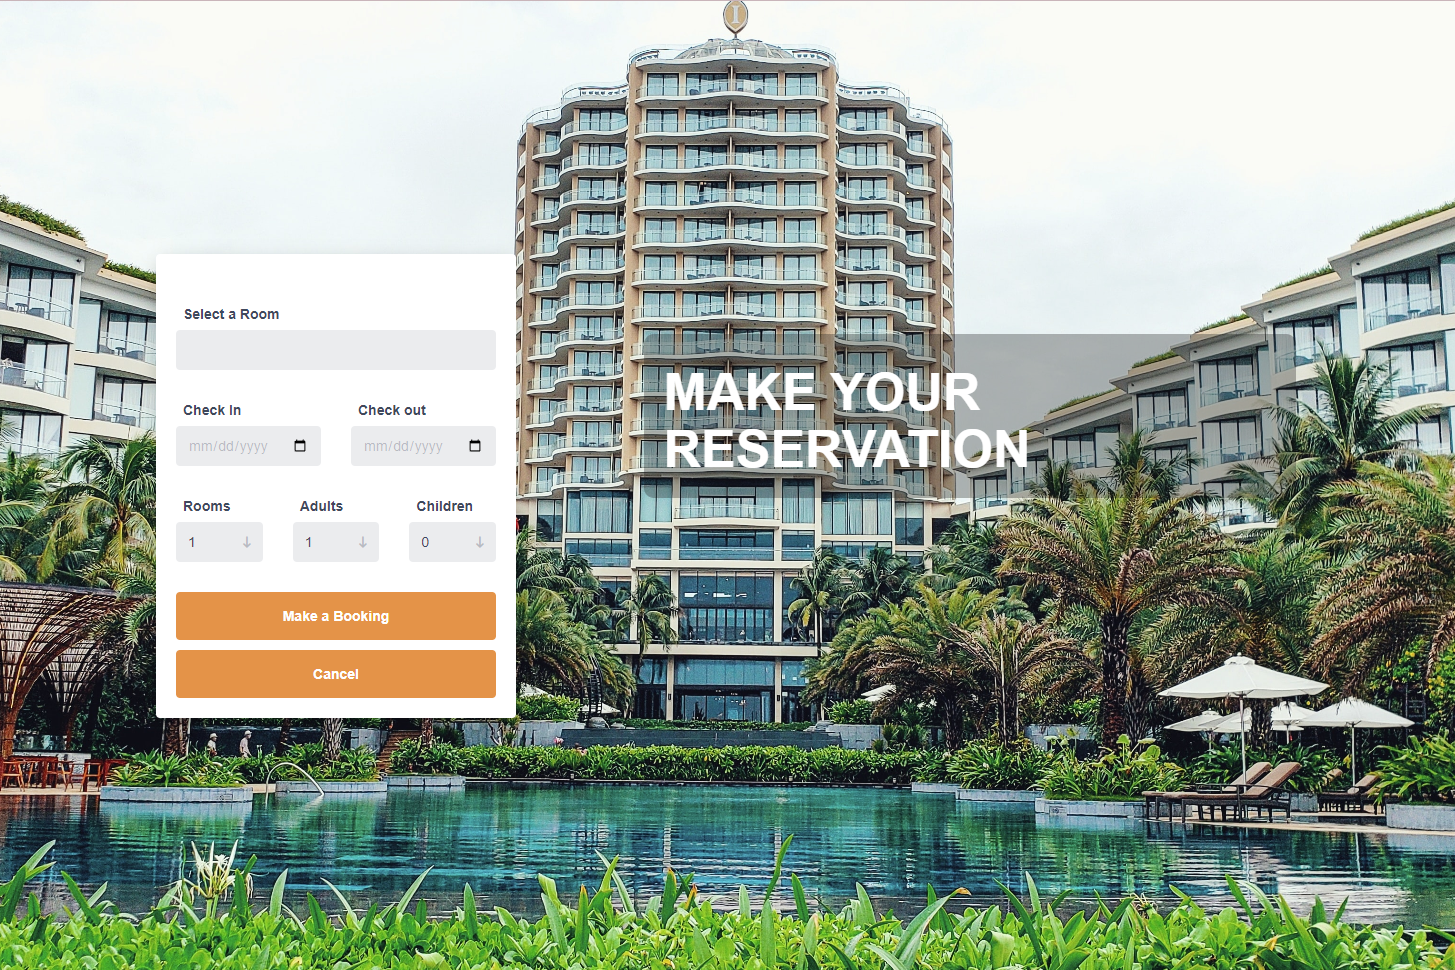 Select a Room
Check In Check out
mm/dd/yyyy mm/dd/yyyy
Rooms Adults Children
1 1 0
Make a Booking
Cancel
I
MAKE YOUR
RESERVATION